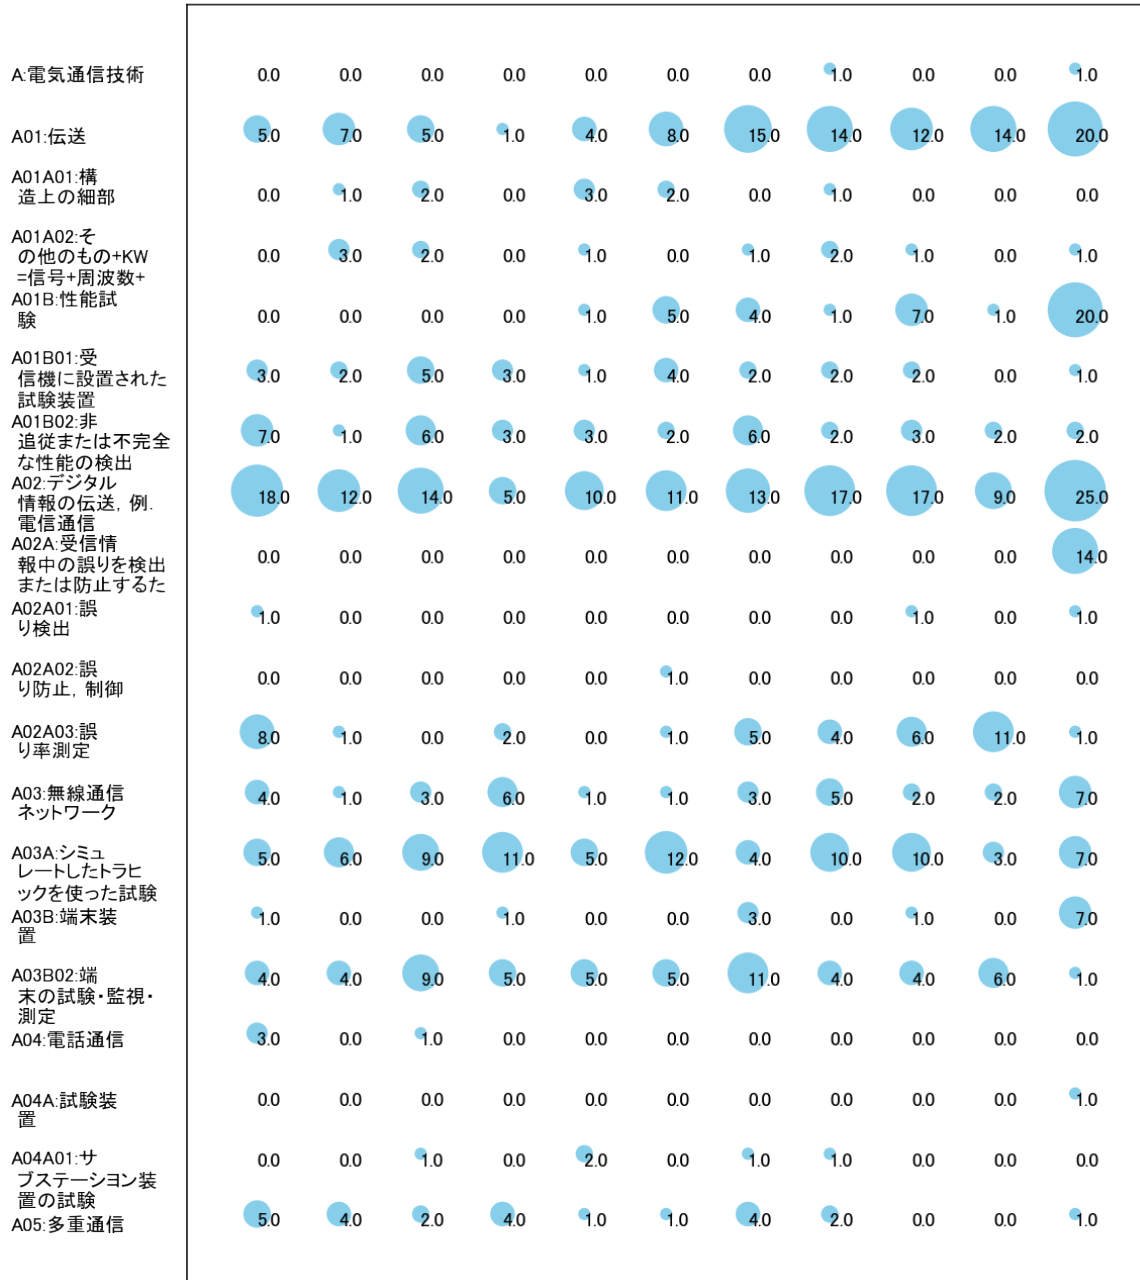 A:電気通信技術 0.0 0.0 0.0 0.0 0.0 0.0 0.0 1.0 0.0 0.0 1.0
A01:伝送 5.0 7.0 5.0 1.0 4.0 8.0 15.0 14.0 12.0 14.0 20.0
A01A01:構
造上の細部 0.0 1.0 2.0 0.0 3.0 2.0 0.0 1.0 0.0 0.0 0.0
A01A02:そ
の他のもの+KW 0.0 3.0 2.0 0.0 1.0 0.0 1.0 2.0 1.0 0.0 1.0
=信号+周波数+
A01B:性能試
験 0.0 0.0 0.0 0.0 1.0 5.0 4.0 1.0 7.0 1.0 20.0
A01B01:受
信機に設置された 3.0 2.0 5.0 3.0 1.0 4.0 2.0 2.0 2.0 0.0 1.0
試験装置
A01B02:非
追従または不完全 7.0 1.0 6.0 3.0 3.0 2.0 6.0 2.0 3.0 2.0 2.0
な性能の検出
A02:デジタル
情報の伝送, 例. 18.0 12.0 14.0 5.0 10.0 11.0 13.0 17.0 17.0 9.0 25.0
電信通信
A02A:受信情
報中の誤りを検出 0.0 0.0 0.0 0.0 0.0 0.0 0.0 0.0 0.0 0.0 14.0
または防止するた
A02A01:誤
り検出 1.0 0.0 0.0 0.0 0.0 0.0 0.0 0.0 1.0 0.0 1.0
A02A02:誤
り防止, 制御 0.0 0.0 0.0 0.0 0.0 1.0 0.0 0.0 0.0 0.0 0.0
A02A03:誤
り率測定 8.0 1.0 0.0 2.0 0.0 1.0 5.0 4.0 6.0 11.0 1.0
A03:無線通信
ネットワーク 4.0 1.0 3.0 6.0 1.0 1.0 3.0 5.0 2.0 2.0 7.0
A03A:シミュ
レートしたトラヒ 5.0 6.0 9.0 11.0 5.0 12.0 4.0 10.0 10.0 3.0 7.0
ックを使った試験
A03B:端末装
置 1.0 0.0 0.0 1.0 0.0 0.0 3.0 0.0 1.0 0.0 7.0
A03B02:端
末の試験・監視・ 4.0 4.0 9.0 5.0 5.0 5.0 11.0 4.0 4.0 6.0 1.0
測定
A04:電話通信 3.0 0.0 1.0 0.0 0.0 0.0 0.0 0.0 0.0 0.0 0.0
A04A:試験装
置 0.0 0.0 0.0 0.0 0.0 0.0 0.0 0.0 0.0 0.0 1.0
A04A01:サ
ブステーシヨン装 0.0 0.0 1.0 0.0 2.0 0.0 1.0 1.0 0.0 0.0 0.0
置の試験
A05:多重通信 5.0 4.0 2.0 4.0 1.0 1.0 4.0 2.0 0.0 0.0 1.0